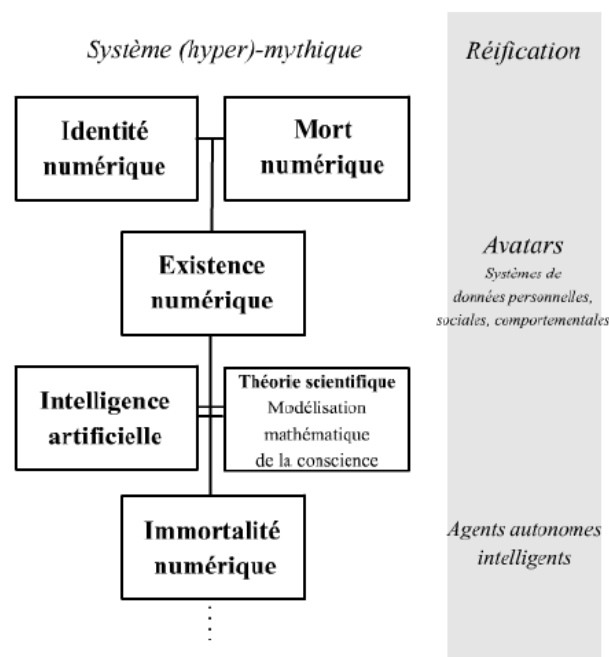 Système (hyper)-mythique
Réification
Identité
numérique
Mort
numérique
Existence
numérique
Avatars
Systèmes de
données personnelles,
sociales, comportementales
Intelligence
artificielle
Théorie scientifique
Modélisation
mathématique
de la conscience
Immortalité
numérique
Agents autonomes
intelligents